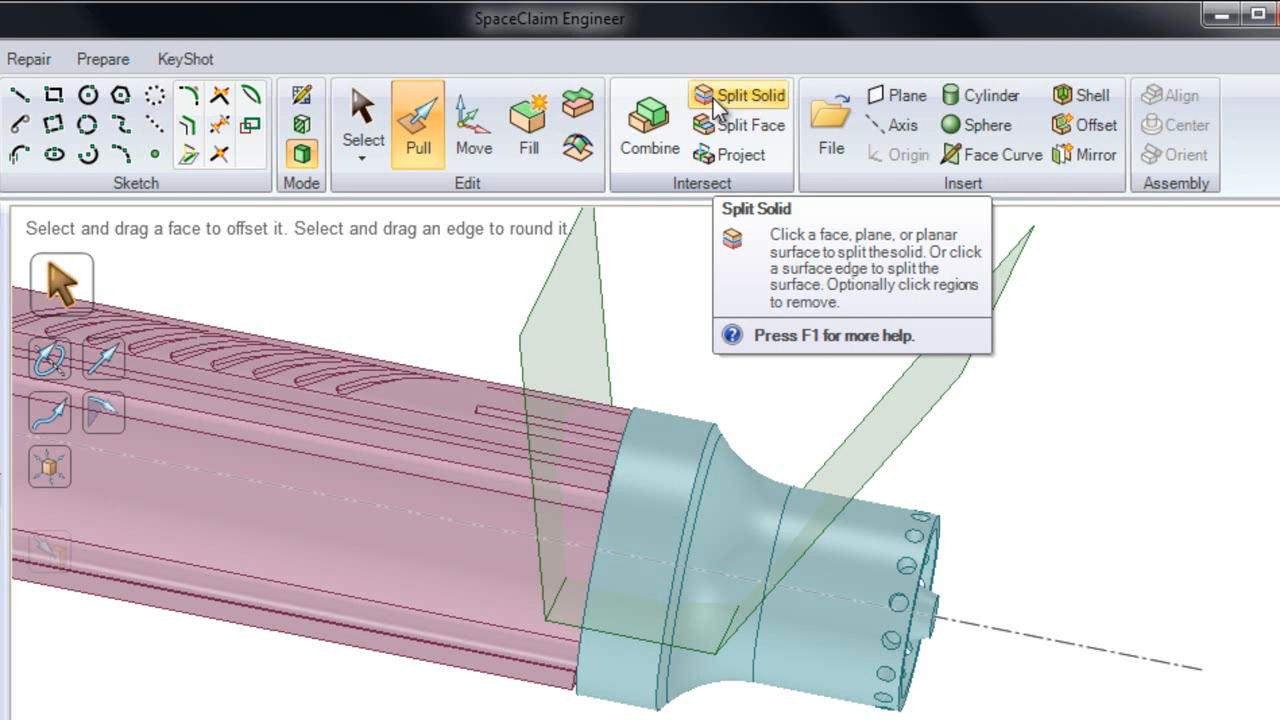 SpaceClaim Engineer
Repair Prepare KeyShot
Select Pull Move Fill
Combine
Split Solid
Split Face
Project
File
Plane Cylinder Shell
Axis Sphere Offset
Origin Face Curve Mirror
Align
Center
Orient
Sketch Mode Edit Intersect Insert Assembly
Select and drag a face to offset it. Select and drag an edge to round it.
Split Solid
Click a face, plane, or planar
surface to split the solid. Or click
a surface edge to split the
surface. Optionally click regions
to remove.
Press F1 for more help.